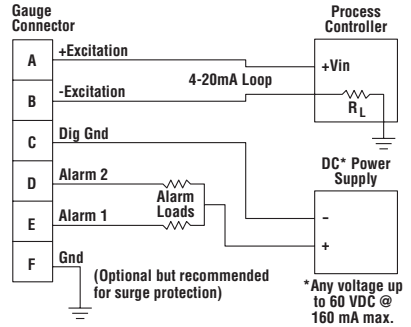 Gauge
Connector
Process
Controller
A
+Excitation
+Vin
4-20mA Loop
B
-Excitation
RL
C
Dig Gnd
DC* Power
Supply
D
Alarm 2
Alarm
Loads
-
E
Alarm 1
+
F
Gnd
(Optional but recommended
for surge protection)
*Any voltage up
to 60 VDC @
160 mA max.